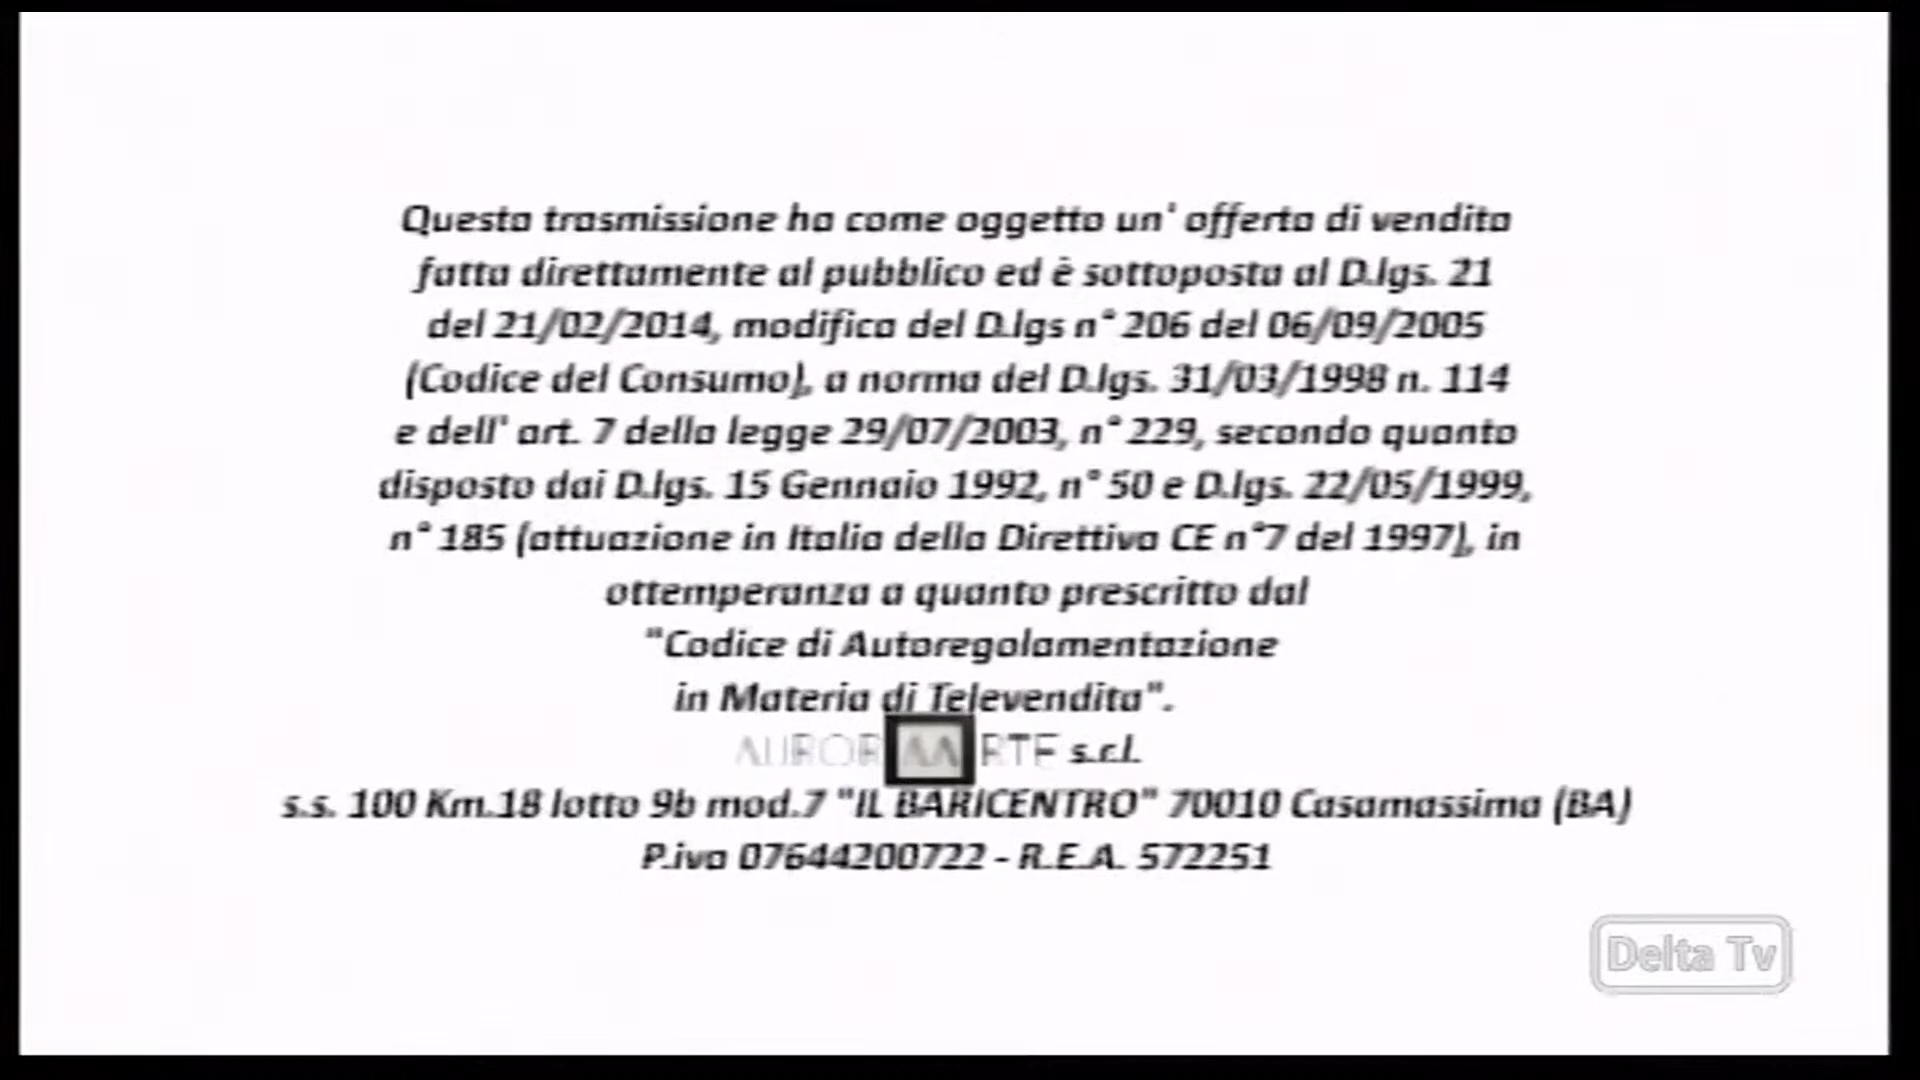 Questa trasmissione ha come oggetto un' offerta di vendita
fatta direttamente al pubblico ed è sottoposta al D.lgs. 21
del 21/02/2014, modifica del D.lgs n° 206 del 06/09/2005
(Codice del Consumo), a norma del D.lgs. 31/03/1998 n. 114
e dell' art. 7 della legge 29/07/2003, n° 229, secondo quanto
disposto dai D.lgs. 15 Gennaio 1992, n° 50 e D.lgs. 22/05/1999,
n° 185 (attuazione in Italia della Direttiva CE n°7 del 1997), in
ottemperanza a quanto prescritto dal
"Codice di Autoregolamentazione
in Materia di Televendita".
AURORAARTE s.r.l.
s.s. 100 Km.18 lotto 9b mod.7 "IL BARICENTRO" 70010 Casamassima (BA)
P.iva 07644200722 - R.E.A. 572251
Delta Tv